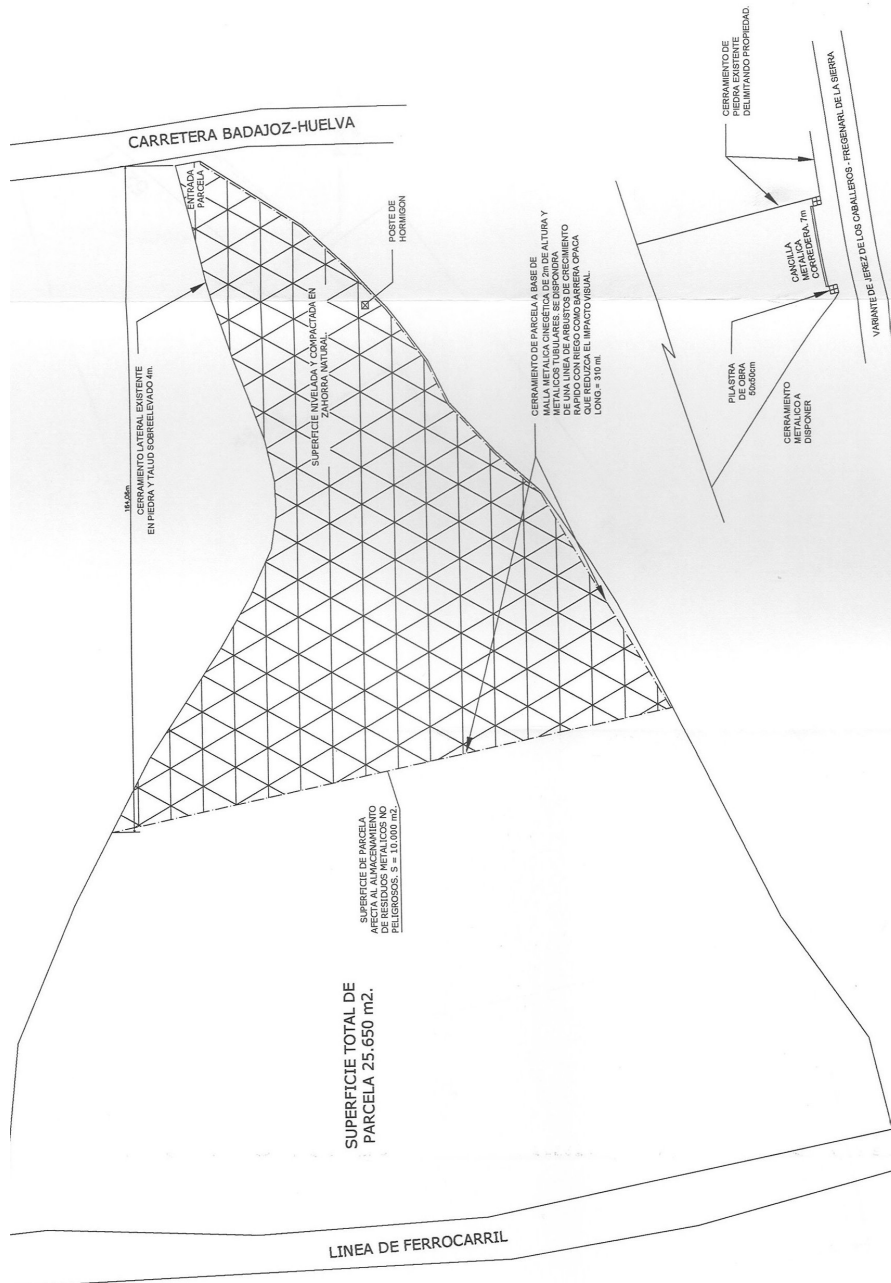 CARRETERA BADAJOZ-HUELVA
ENTRADA
PARCELA
164,06m
CERRAMIENTO LATERAL EXISTENTE
EN PIEDRA Y TALUD SOBREELEVADO 4m.
SUPERFICIE NIVELADA Y COMPACTADA EN
ZAHORRA NATURAL.
POSTE DE
HORMIGON
CERRAMIENTO DE PARCELA A BASE DE
MALLA METALICA CINEGÉTICA DE 2m DE ALTURA Y
METALICOS TUBULARES. SE DISPONDRA
DE UNA LINEA DE ARBUSTOS DE CRECIMIENTO
RAPIDO CON RIEGO COMO BARRERA OPACA
QUE REDUZCA EL IMPACTO VISUAL.
LONG.= 310 ml.
SUPERFICIE DE PARCELA
AFECTA AL ALMACENAMIENTO
DE RESIDUOS METALICOS NO
PELIGROSOS. S = 10.000 m2.
SUPERFICIE TOTAL DE
PARCELA 25.650 m2.
LINEA DE FERROCARRIL
CERRAMIENTO DE
PIEDRA EXISTENTE
DELIMITANDO PROPIEDAD.
CANCILLA
METALICA
CORREDERA. 7m
PILASTRA
DE OBRA
50x50cm
CERRAMIENTO
METALICO A
DISPONER
VARIANTE DE JEREZ DE LOS CABALLEROS - FREGENARL DE LA SIERRA